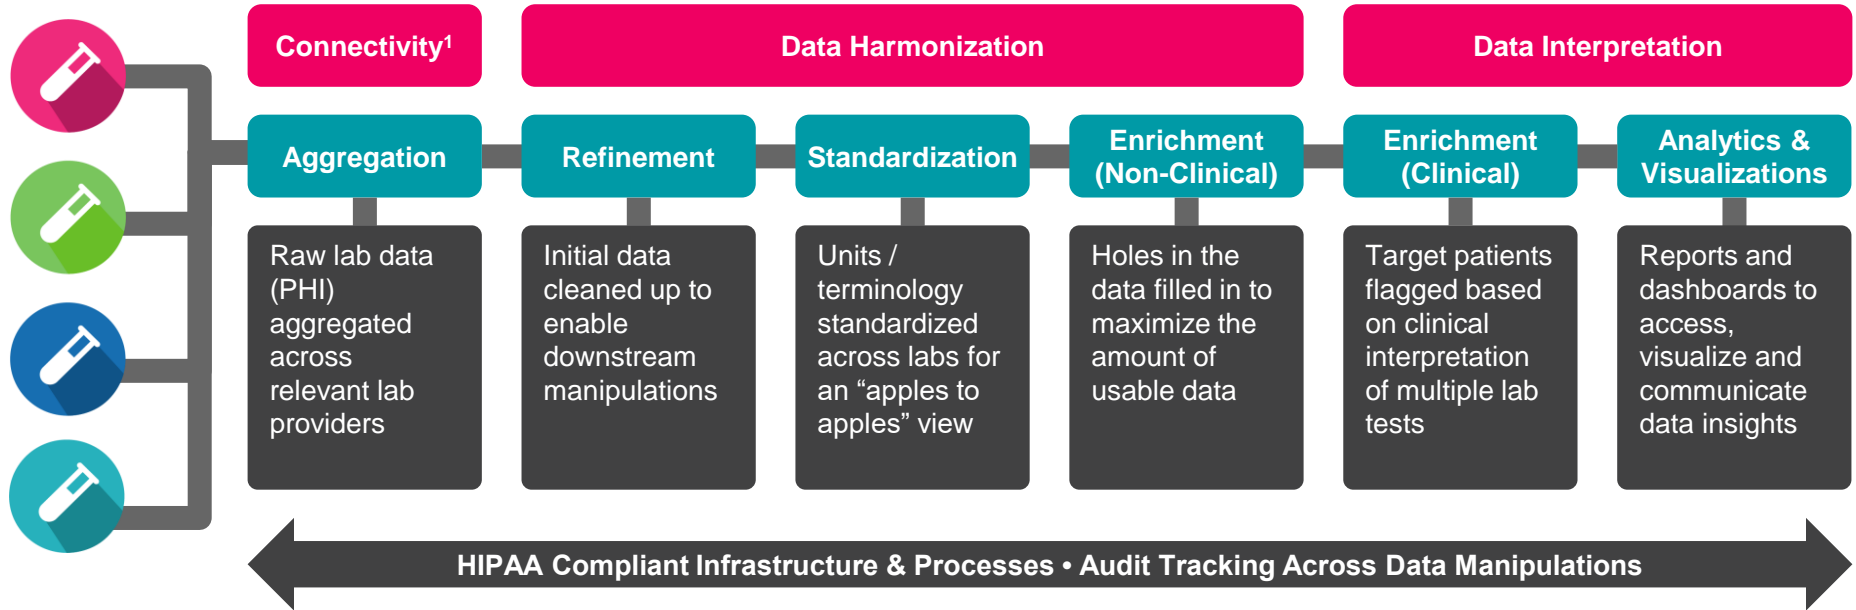 Connectivity¹
Data Harmonization
Data Interpretation
Aggregation
Refinement
Standardization
Enrichment
(Non-Clinical)
Enrichment
(Clinical)
Analytics &
Visualizations
Raw lab data
(PHI)
aggregated
across
relevant lab
providers
Initial data
cleaned up to
enable
downstream
manipulations
Units /
terminology
standardized
across labs for
an “apples to
apples” view
Holes in the
data filled in to
maximize the
amount of
usable data
Target patients
flagged based
on clinical
interpretation
of multiple lab
tests
Reports and
dashboards to
access,
visualize and
communicate
data insights
HIPAA Compliant Infrastructure & Processes • Audit Tracking Across Data Manipulations